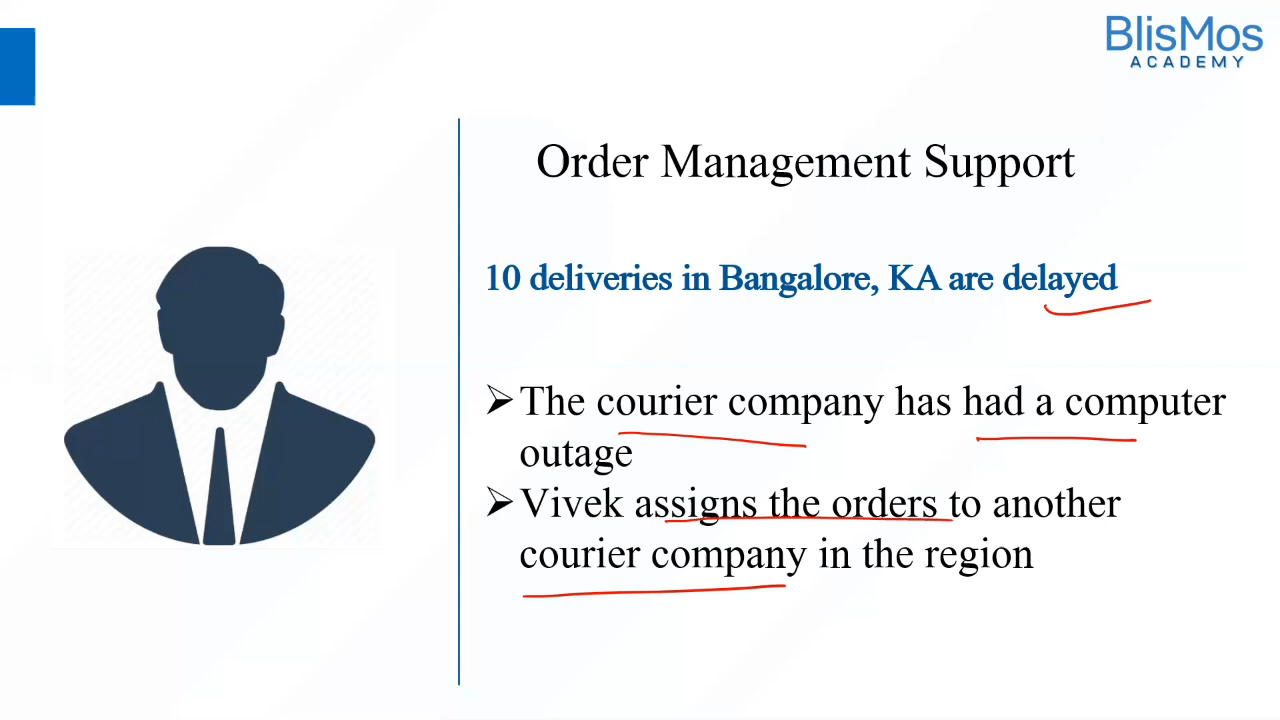 BlisMos
ACADEMY
Order Management Support
10 deliveries in Bangalore, KA are delayed
➢The courier company has had a computer
outage
➢Vivek assigns the orders to another
courier company in the region